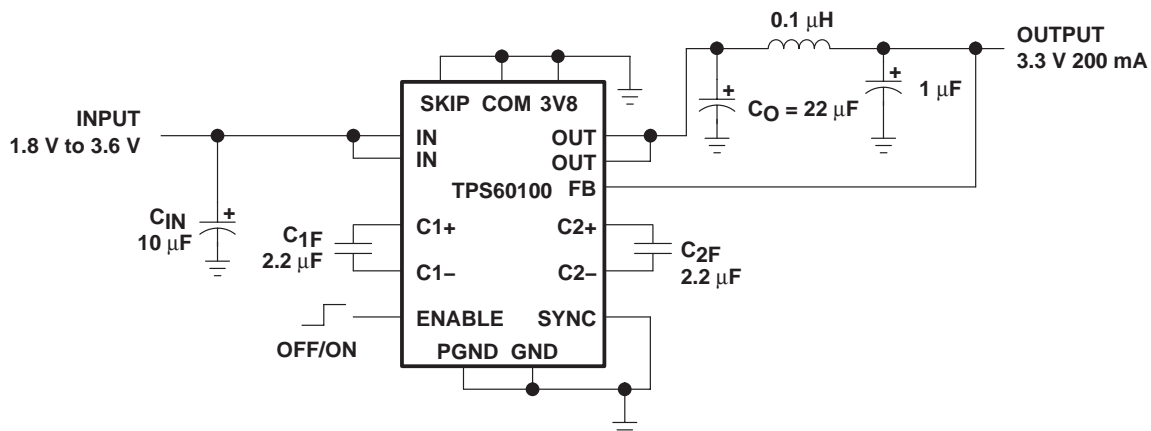 0.1 μH
OUTPUT
3.3 V 200 mA
+
+
1 μF
CO = 22 μF
SKIP COM 3V8
INPUT
1.8 V to 3.6 V
IN
OUT
IN
OUT
TPS60100 FB
CIN
10 μF
+
C1F
2.2 μF
C1+
C2+
C1–
C2–
C2F
2.2 μF
ENABLE
SYNC
OFF/ON
PGND GND